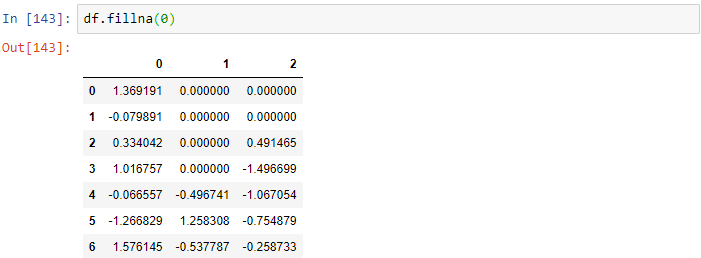 In [143]: df.fillna(0)
Out[143]:
0 1 2
0 1.369191 0.000000 0.000000
1 -0.079891 0.000000 0.000000
2 0.334042 0.000000 0.491465
3 1.016757 0.000000 -1.496699
4 -0.066557 -0.496741 -1.067054
5 -1.266829 1.258308 -0.754879
6 1.576145 -0.537787 -0.258733